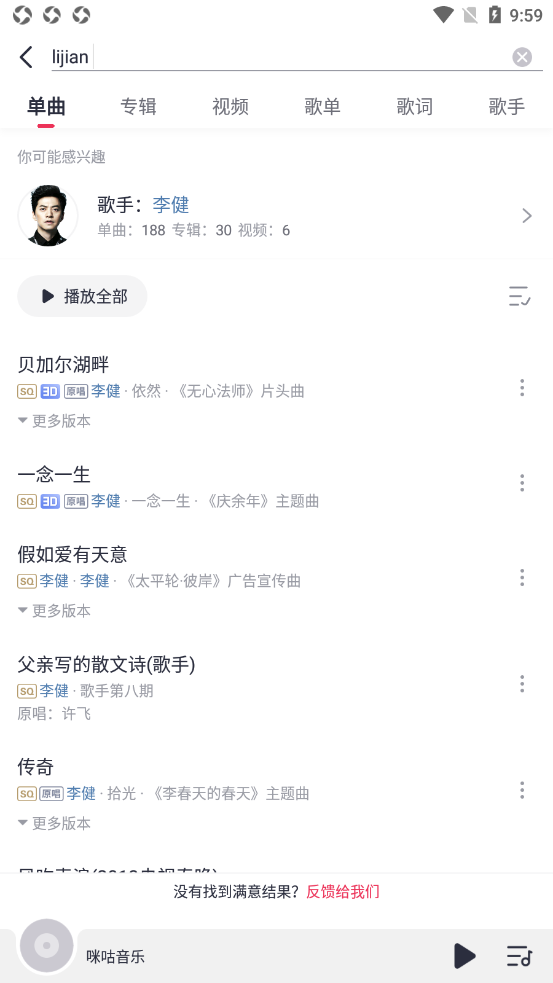 9:59
lijian
单曲 专辑 视频 歌单 歌词 歌手
你可能感兴趣
歌手：李健
单曲：188 专辑：30 视频：6
播放全部
贝加尔湖畔
SQ 3D 原唱 李健 · 依然 · 《无心法师》片头曲
更多版本
一念一生
SQ 3D 原唱 李健 · 一念一生 · 《庆余年》主题曲
假如爱有天意
SQ 李健 · 李健 · 《太平轮·彼岸》广告宣传曲
更多版本
父亲写的散文诗(歌手)
SQ 李健 · 歌手第八期
原唱：许飞
传奇
SQ 原唱 李健 · 拾光 · 《李春天的春天》主题曲
更多版本
没有找到满意结果？反馈给我们
咪咕音乐